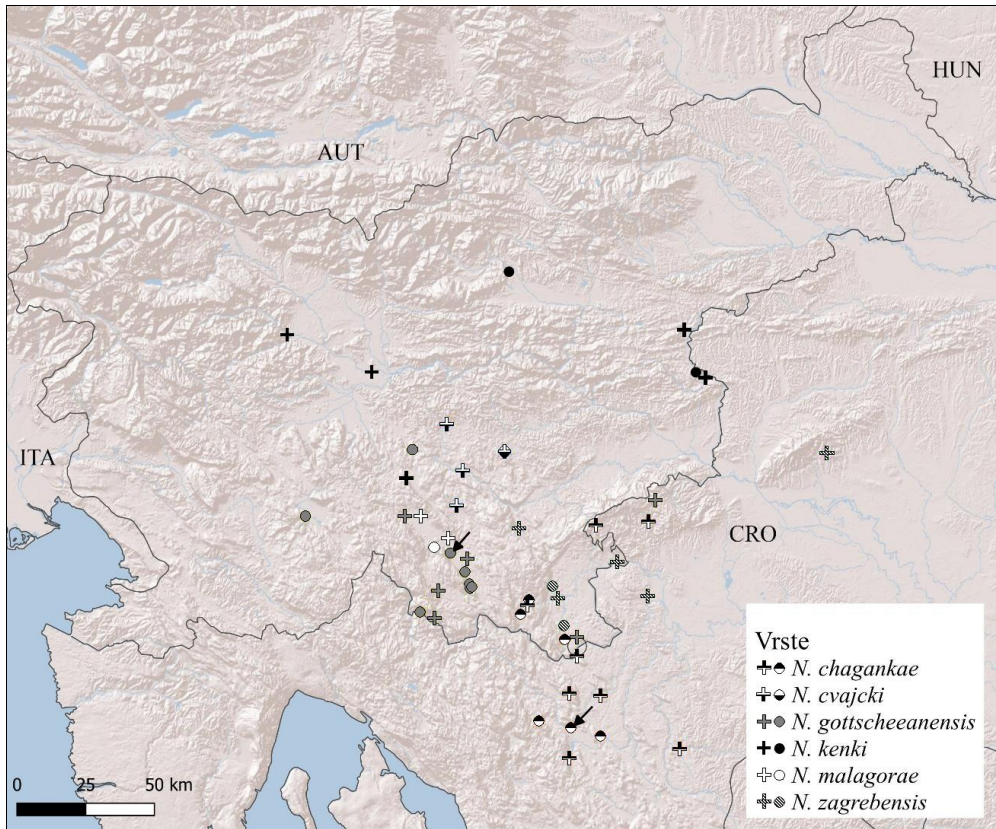 HUN
AUT
ITA
CRO
Vrste
N. chagankae
N. cvajcki
N. gottscheeanensis
N. kenki
N. malagorae
N. zagrebensis
0 25 50 km